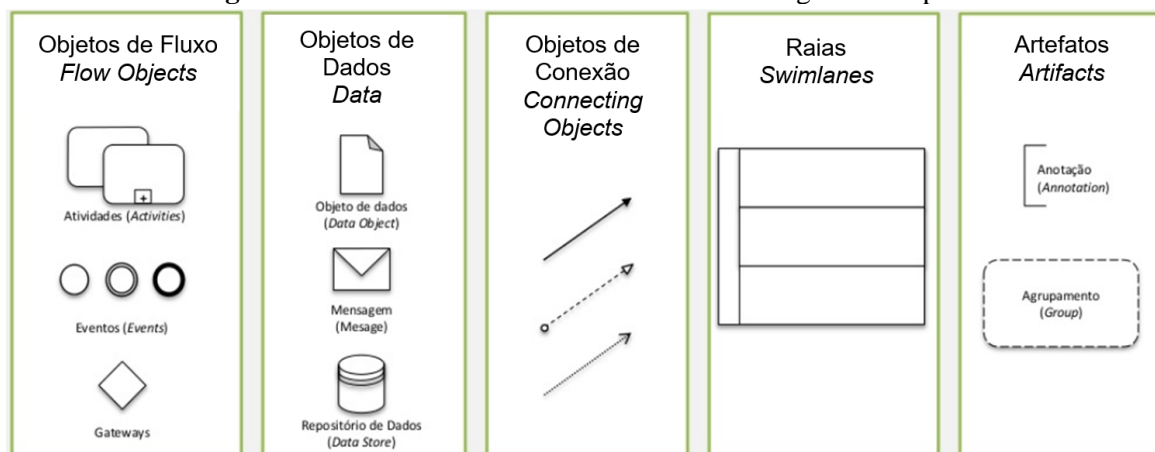 Objetos de Fluxo
Flow Objects
Atividades (Activities)
Eventos (Events)
Gateways
Objetos de
Dados
Data
Objeto de dados
(Data Object)
Mensagem
(Mesage)
Repositório de Dados
(Data Store)
Objetos de
Conexão
Connecting
Objects
Raias
Swimlanes
Artefatos
Artifacts
Anotação
(Annotation)
Agrupamento
(Group)